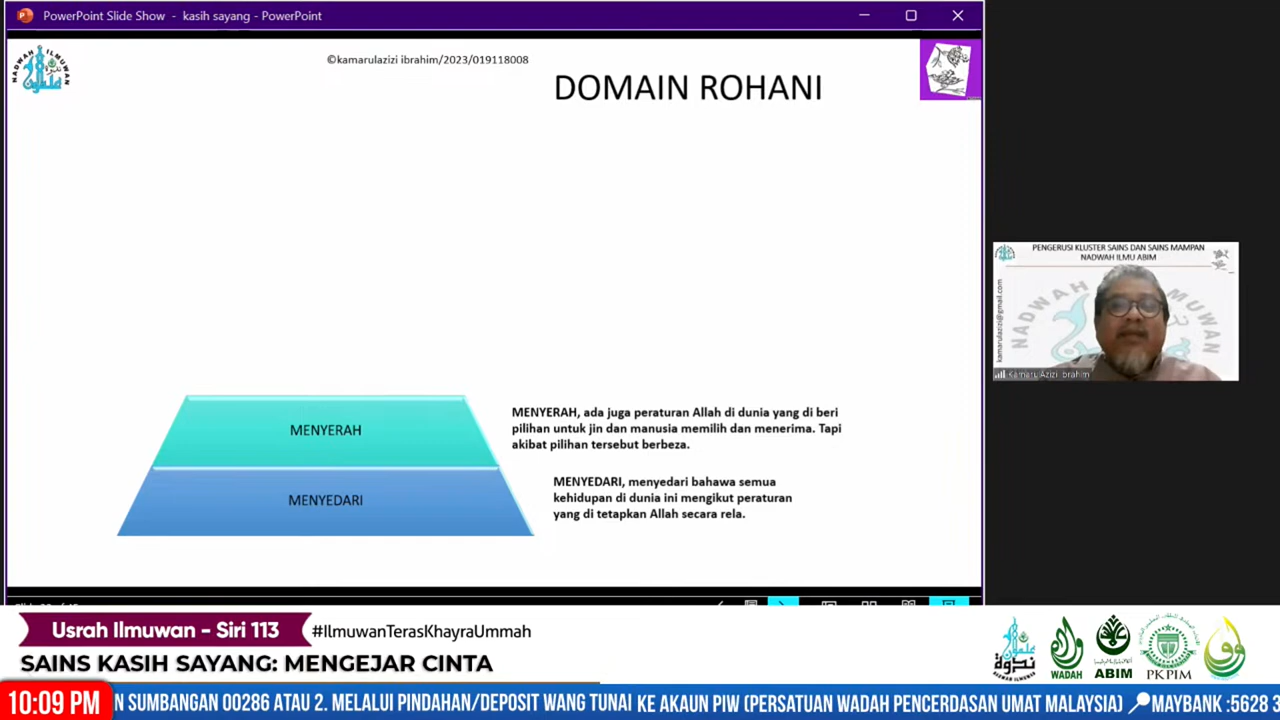 PowerPoint Slide Show - kasih sayang - PowerPoint
©kamarulazizi ibrahim/2023/019118008
DOMAIN ROHANI
MENYERAH
MENYERAH, ada juga peraturan Allah di dunia yang di beri
pilihan untuk jin dan manusia memilih dan menerima. Tapi
akibat pilihan tersebut berbeza.
MENYEDARI
MENYEDARI, menyedari bahawa semua
kehidupan di dunia ini mengikut peraturan
yang di tetapkan Allah secara rela.
PENGERUSI KLUSTER SAINS DAN SAINS MAMPAN
NADWAH ILMU ABIM
kamarulazizi@gmail.com
NADWAH ILMUWAN
Kamarul Azizi Ibrahim
Usrah Ilmuwan - Siri 113
#IlmuwanTerasKhayraUmmah
SAINS KASIH SAYANG: MENGEJAR CINTA
WADAH
ABIM
PKPIM
10:09 PM
N SUMBANGAN 00286 ATAU 2. MELALUI PINDAHAN/DEPOSIT WANG TUNAI KE AKAUN PIW (PERSATUAN WADAH PENCERDASAN UMAT MALAYSIA) MAYBANK :5628 3